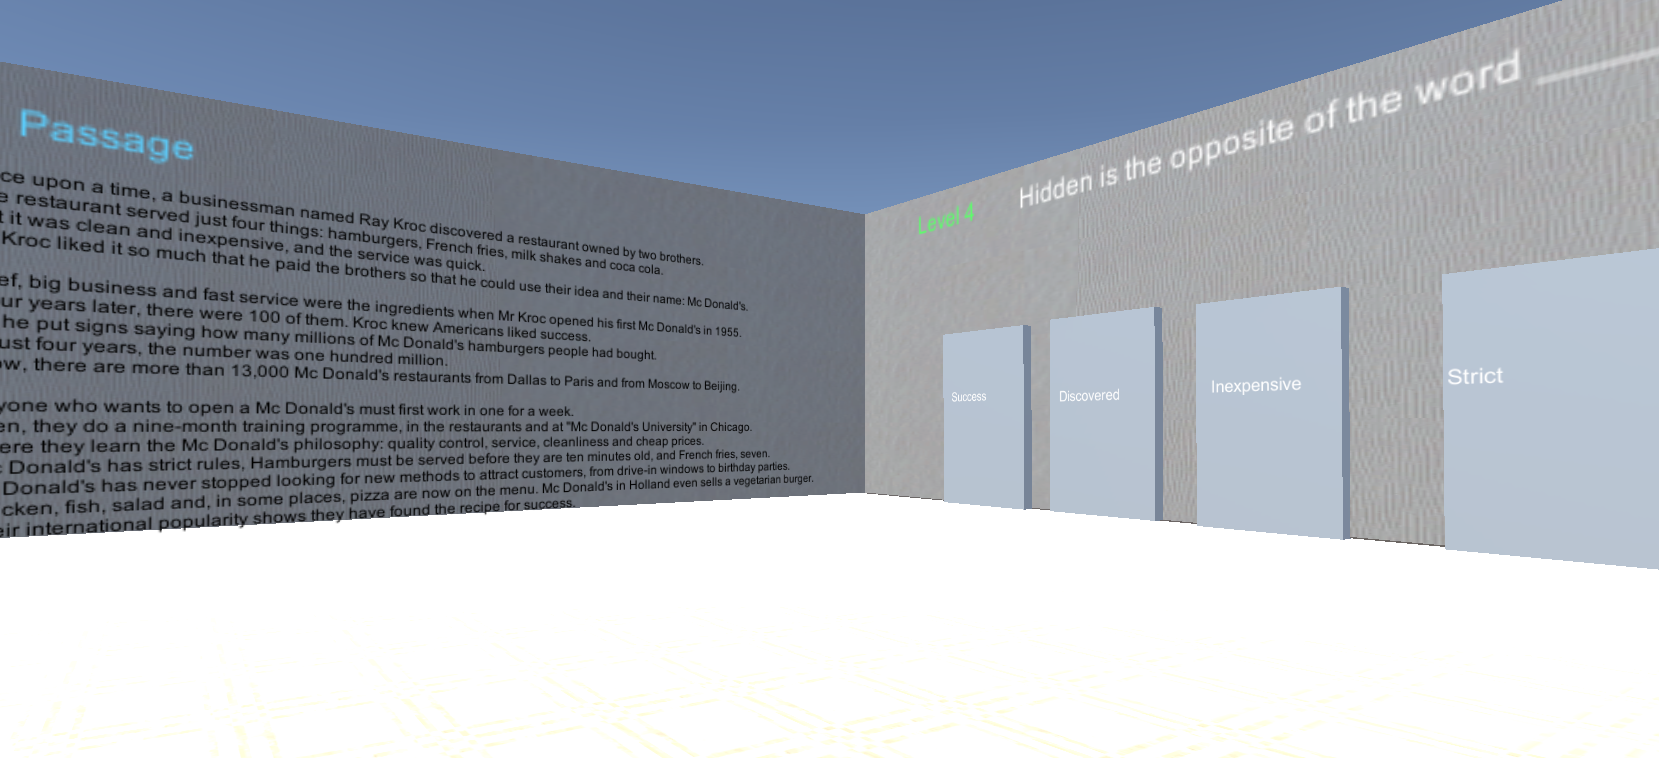 Passage
upon a time, a businessman named Ray Kroc discovered a restaurant owned by two brothers.
restaurant served just four things: hamburgers, French fries, milk shakes and coca cola.
it was clean and inexpensive, and the service was quick.
Kroc liked it so much that he paid the brothers so that he could use their idea and their name: Mc Donald's.
big business and fast service were the ingredients when Mr Kroc opened his first Mc Donald's in 1955.
years later, there were 100 of them. Kroc knew Americans liked success.
he put signs saying how many millions of Mc Donald's hamburgers people had bought.
four years, the number was one hundred million.
there are more than 13,000 Mc Donald's restaurants from Dallas to Paris and from Moscow to Beijing.
who wants to open a Mc Donald's must first work in one for a week.
they do a nine-month training programme, in the restaurants and at "Mc Donald's University" in Chicago.
they learn the Mc Donald's philosophy: quality control, service, cleanliness and cheap prices.
Donald's has strict rules, Hamburgers must be served before they are ten minutes old, and French fries, seven.
Donald's has never stopped looking for new methods to attract customers, from drive-in windows to birthday parties.
fish, salad and, in some places, pizza are now on the menu. Mc Donald's in Holland even sells a vegetarian burger.
international popularity shows they have found the recipe for success.
Level 4
Hidden is the opposite of the word ____
Success
Discovered
Inexpensive
Strict